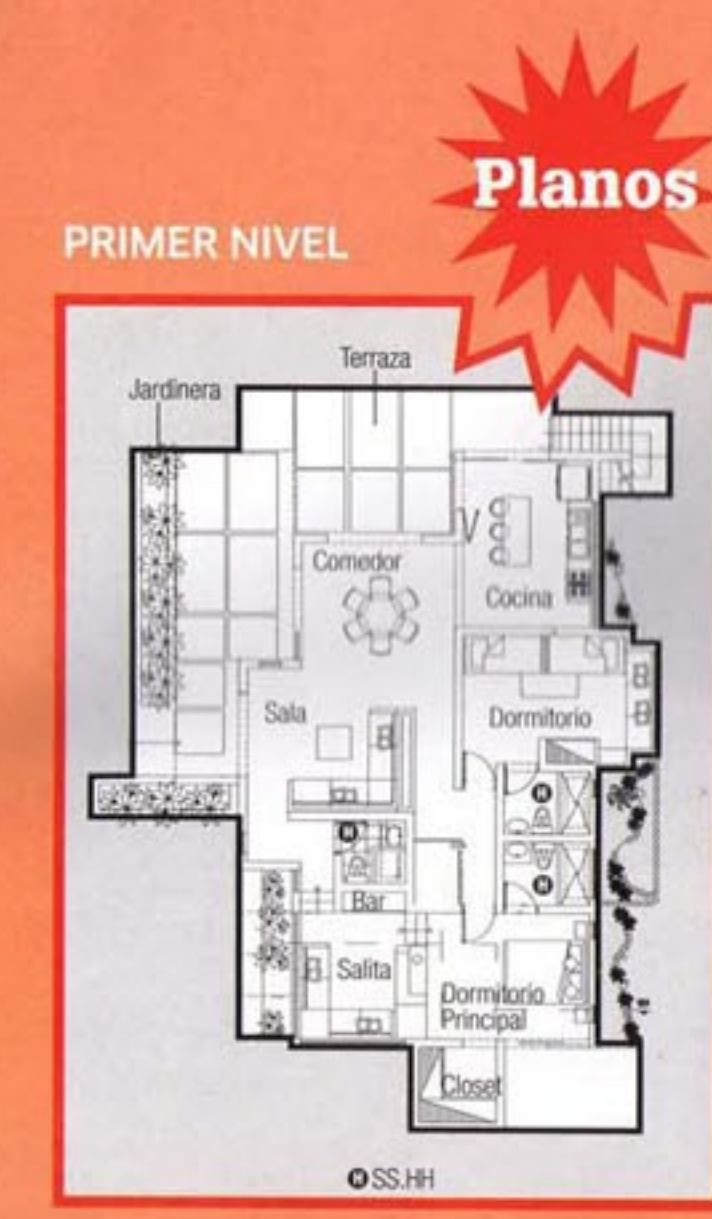 Planos
PRIMER NIVEL
Terraza
Jardinera
Comedor
Cocina
Sala
Dormitorio
H
H
H
Bar
Salita
Dormitorio
Principal
Closet
H SS.HH